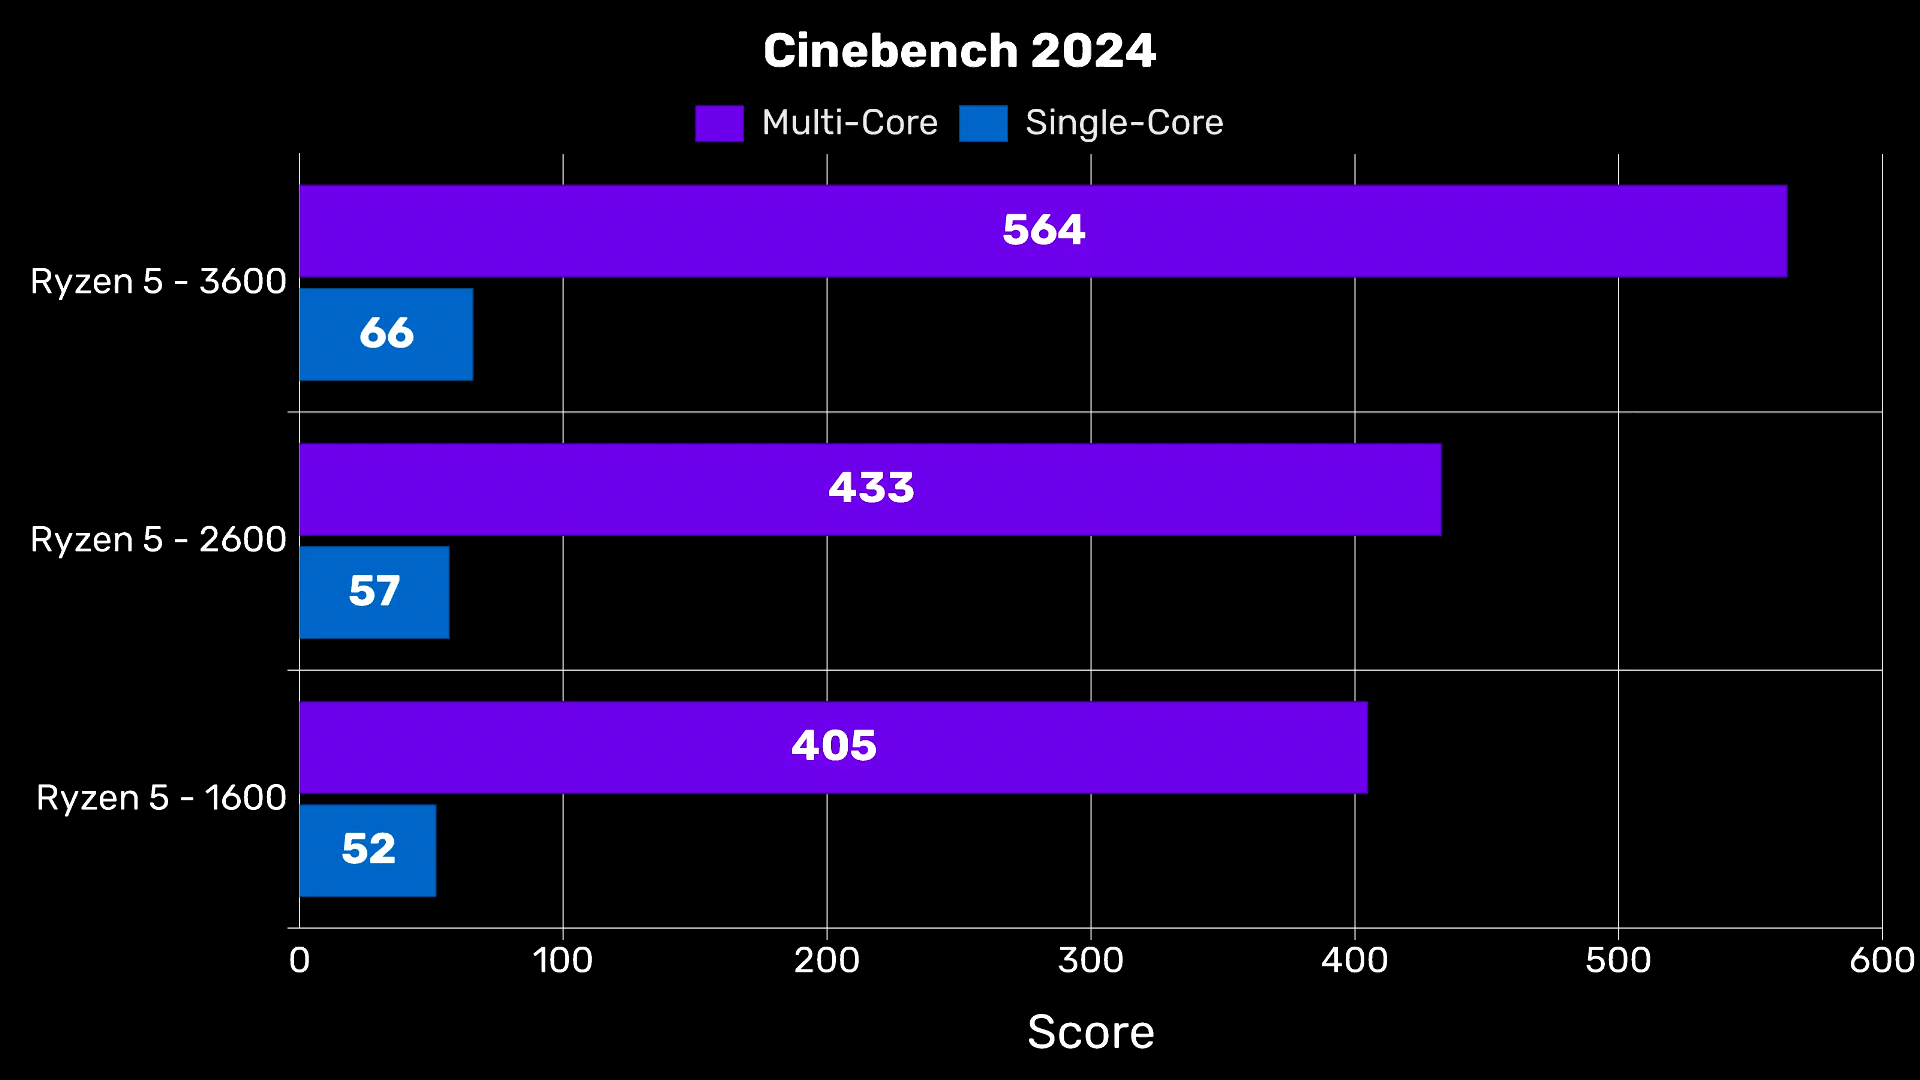 Cinebench 2024
Multi-Core Single-Core
564
Ryzen 5 - 3600
66
433
Ryzen 5 - 2600
57
405
Ryzen 5 - 1600
52
0 100 200 300 400 500 600
Score